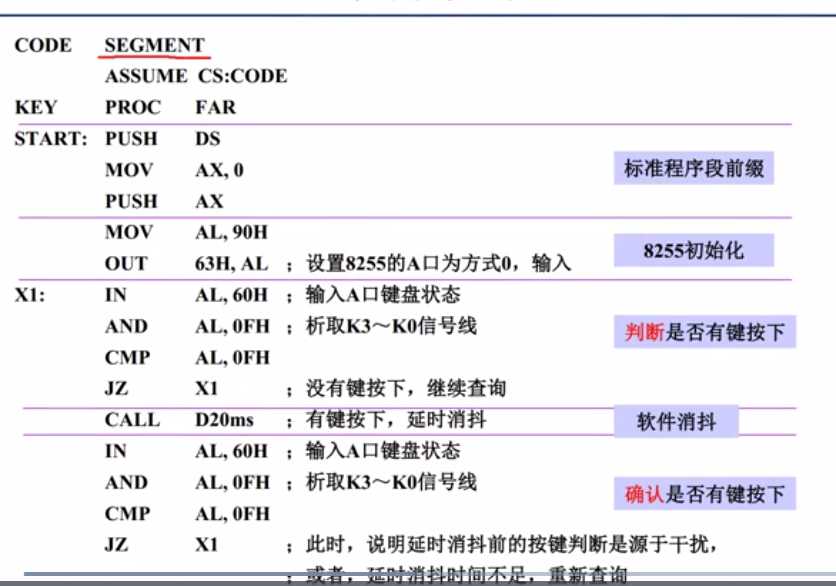 CODE SEGMENT
ASSUME CS:CODE
KEY PROC FAR
START: PUSH DS
MOV AX, 0
标准程序段前缀
PUSH AX
MOV AL, 90H
8255初始化
OUT 63H, AL ; 设置8255的A口为方式0，输入
X1: IN AL, 60H ; 输入A口键盘状态
AND AL, 0FH ; 析取K3～K0信号线
判断是否有键按下
CMP AL, 0FH
JZ X1 ; 没有键按下，继续查询
CALL D20ms ; 有键按下，延时消抖
软件消抖
IN AL, 60H ; 输入A口键盘状态
AND AL, 0FH ; 析取K3～K0信号线
确认是否有键按下
CMP AL, 0FH
JZ X1 ; 此时，说明延时消抖前的按键判断是源于干扰，
; 或者，延时消抖时间不足，重新查询